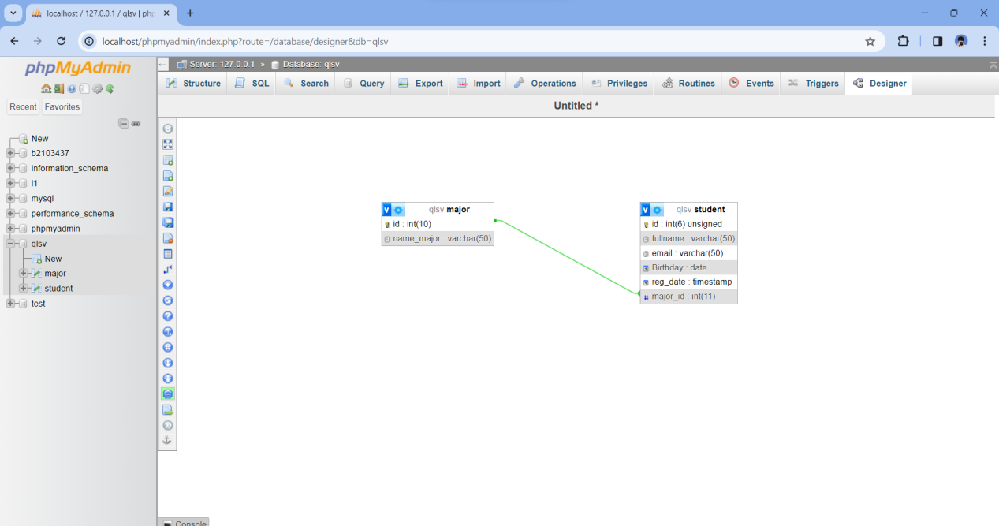 localhost / 127.0.0.1 / qlsv | php
localhost/phpmyadmin/index.php?route=/database/designer&db=qlsv
phpMyAdmin
Server: 127.0.0.1 » Database: qlsv
Structure SQL Search Query Export Import Operations Privileges Routines Events Triggers Designer
Untitled *
Recent Favorites
New
b2103437
information_schema
l1
mysql
performance_schema
phpmyadmin
qlsv
New
major
student
test
V qlsv major
id : int(10)
name_major : varchar(50)
V qlsv student
id : int(6) unsigned
fullname : varchar(50)
email : varchar(50)
Birthday : date
reg_date : timestamp
# major_id : int(11)
Console